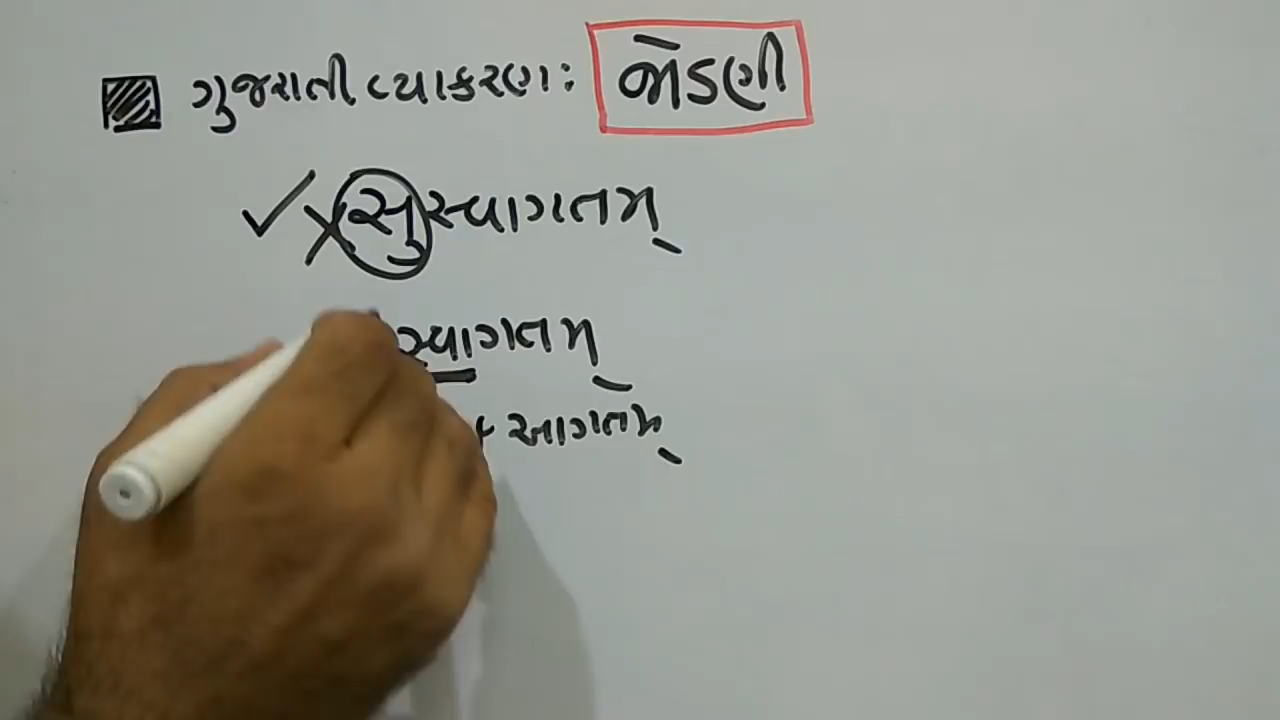 ગુજરાતી વ્યાકરણ: જોડણી
✓ ✗ સુસ્વાગતમ્
સ્વાગતમ્
+ આગતમ્